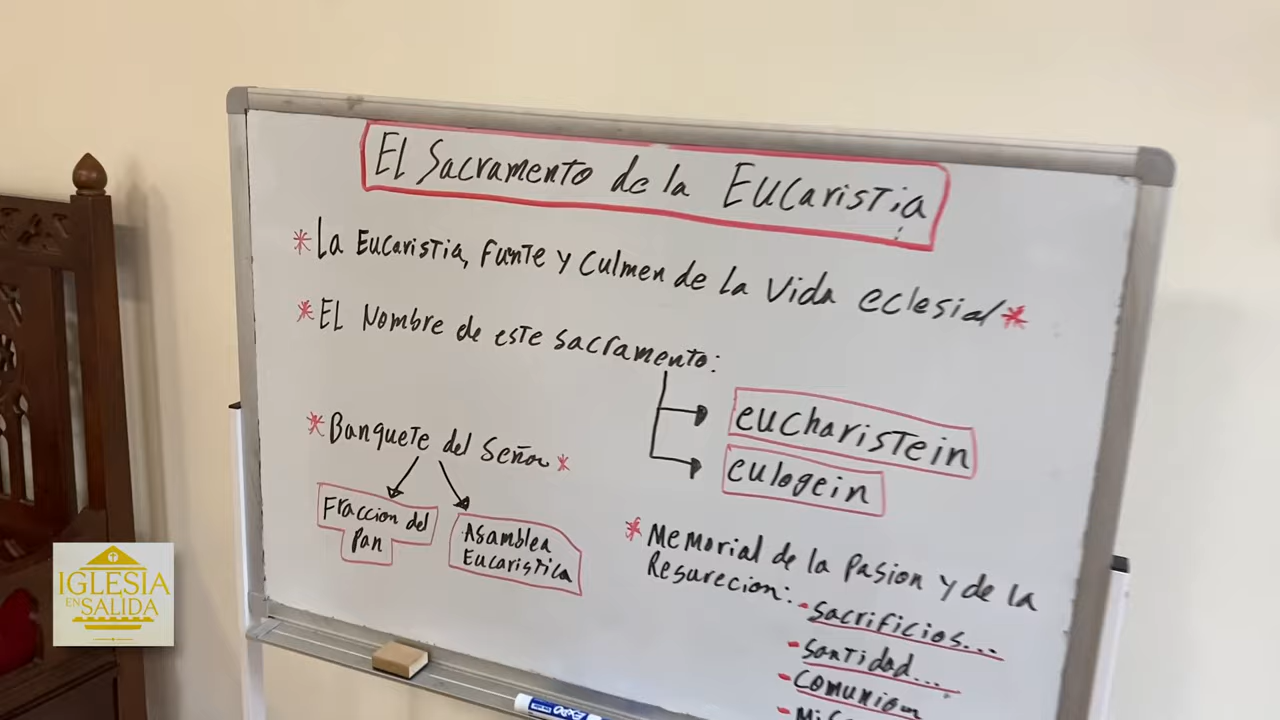 El Sacramento de la Eucaristia
* La Eucaristia, Funte y Culmen de La Vida eclesial *
* El Nombre de este sacramento:
eucharistein
eulogein
* Banquete del Señor *
Fraccion del
Pan
Asamblea
Eucaristica
* Memorial de la Pasion y de la
Resurecion:
- Sacrificios...
- Santidad...
- Comunion
IGLESIA
EN SALIDA